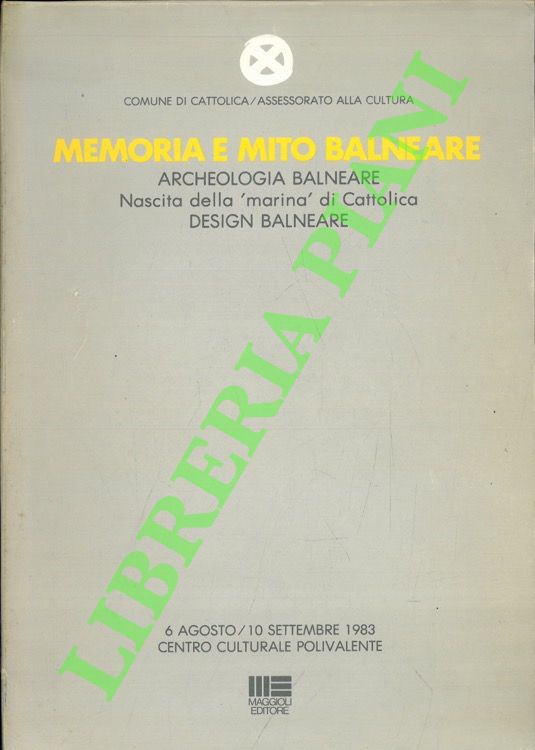 COMUNE DI CATTOLICA/ASSESSORATO ALLA CULTURA
MEMORIA E MITO BALNEARE
ARCHEOLOGIA BALNEARE
Nascita della 'marina' di Cattolica
DESIGN BALNEARE
LIBRERIA PIANI
6 AGOSTO/10 SETTEMBRE 1983
CENTRO CULTURALE POLIVALENTE
MAGGIOLI
EDITORE